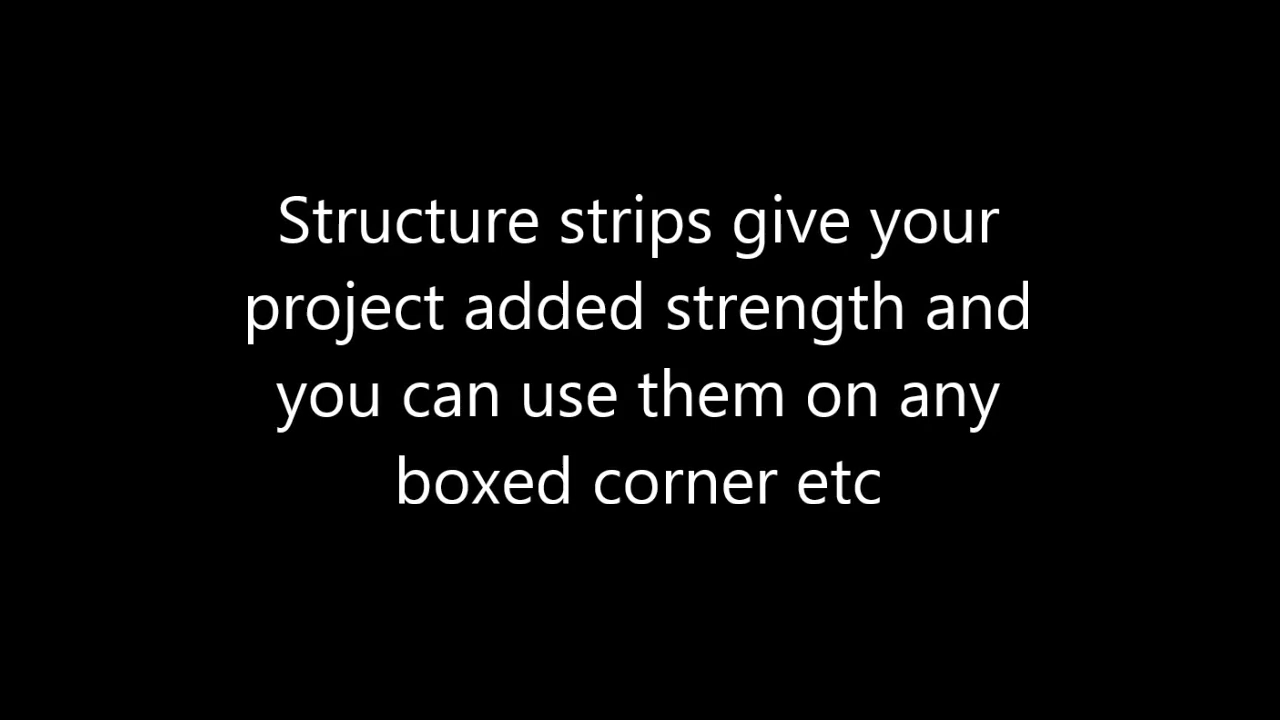 Structure strips give your
project added strength and
you can use them on any
boxed corner etc